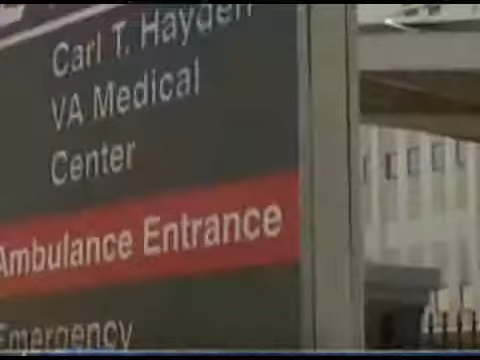 Carl T. Hayden
VA Medical
Center
Ambulance Entrance
Emergency